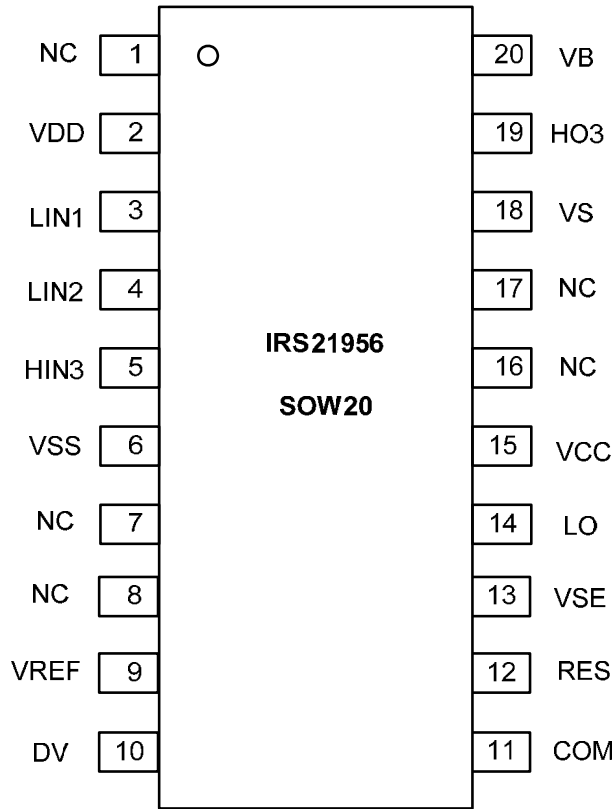 NC 1 20 VB
VDD 2 19 HO3
LIN1 3 18 VS
LIN2 4 17 NC
IRS21956
HIN3 5 16 NC
SOW20
VSS 6 15 VCC
NC 7 14 LO
NC 8 13 VSE
VREF 9 12 RES
DV 10 11 COM